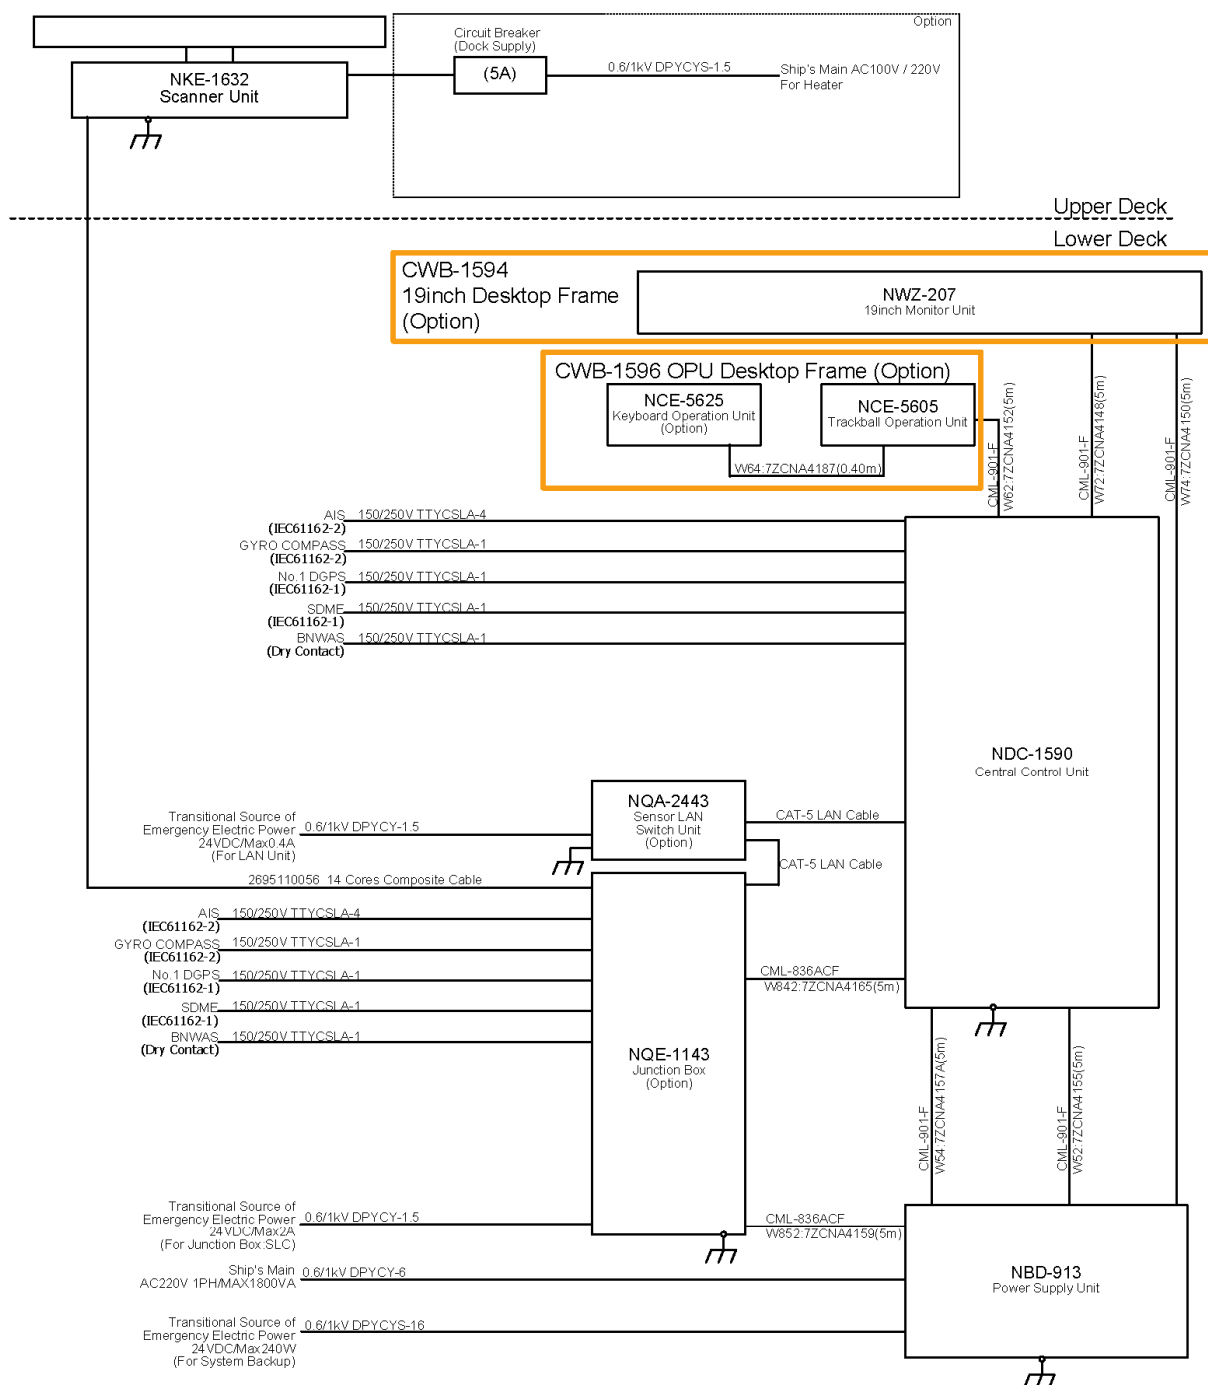 Option
Circuit Breaker
(Dock Supply)
(5A)
0.6/1kV DPYCYS-1.5
Ship's Main AC100V / 220V
For Heater
NKE-1632
Scanner Unit
Upper Deck
Lower Deck
CWB-1594
19inch Desktop Frame
(Option)
NWZ-207
19inch Monitor Unit
CWB-1596 OPU Desktop Frame (Option)
NCE-5625
Keyboard Operation Unit
(Option)
NCE-5605
Trackball Operation Unit
W64:7ZCNA4187(0.40m)
CML-901-F
W62:7ZCNA4152(5m)
CML-901-F
W72:7ZCNA4148(5m)
CML-901-F
W74:7ZCNA4150(5m)
AIS 150/250V TTYCSLA-4
(IEC61162-2)
GYRO COMPASS 150/250V TTYCSLA-1
(IEC61162-2)
No.1 DGPS 150/250V TTYCSLA-1
(IEC61162-1)
SDME 150/250V TTYCSLA-1
(IEC61162-1)
BNWAS 150/250V TTYCSLA-1
(Dry Contact)
NDC-1590
Central Control Unit
NQA-2443
Sensor LAN
Switch Unit
(Option)
CAT-5 LAN Cable
CAT-5 LAN Cable
Transitional Source of
Emergency Electric Power 0.6/1kV DPYCY-1.5
24VDC/Max0.4A
(For LAN Unit)
2695110056 14 Cores Composite Cable
AIS 150/250V TTYCSLA-4
(IEC61162-2)
GYRO COMPASS 150/250V TTYCSLA-1
(IEC61162-2)
No.1 DGPS 150/250V TTYCSLA-1
(IEC61162-1)
SDME 150/250V TTYCSLA-1
(IEC61162-1)
BNWAS 150/250V TTYCSLA-1
(Dry Contact)
CML-836ACF
W842:7ZCNA4165(5m)
NQE-1143
Junction Box
(Option)
CML-901-F
W54:7ZCNA4157A(5m)
CML-901-F
W52:7ZCNA4155(5m)
Transitional Source of
Emergency Electric Power 0.6/1kV DPYCY-1.5
24VDC/Max2A
(For Junction Box:SLC)
CML-836ACF
W852:7ZCNA4159(5m)
Ship's Main 0.6/1kV DPYCY-6
AC220V 1PH/MAX1800VA
NBD-913
Power Supply Unit
Transitional Source of 0.6/1kV DPYCYS-16
Emergency Electric Power
24VDC/Max240W
(For System Backup)